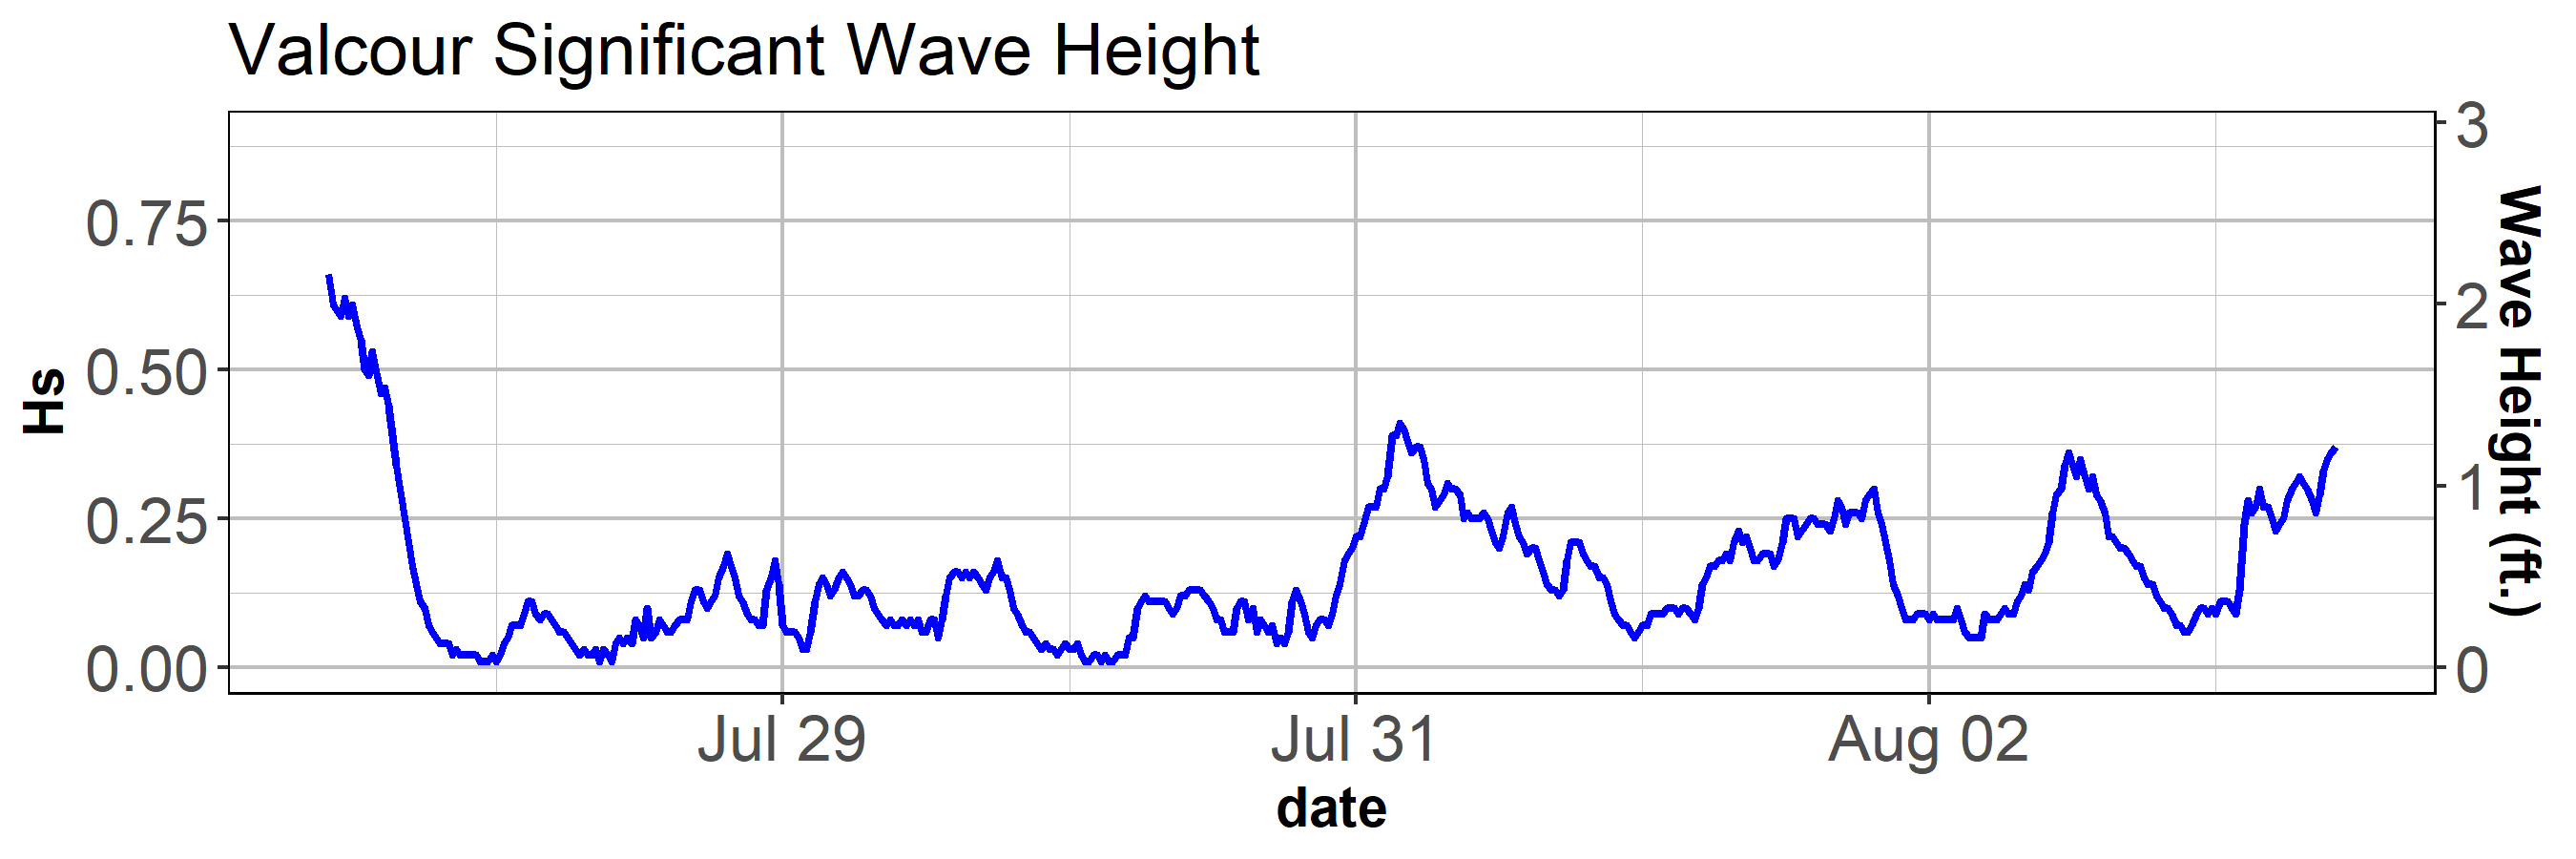 Valcour Significant Wave Height
Hs
0.75
0.50
0.25
0.00
3
2
1
0
Wave Height (ft.)
Jul 29
Jul 31
Aug 02
date